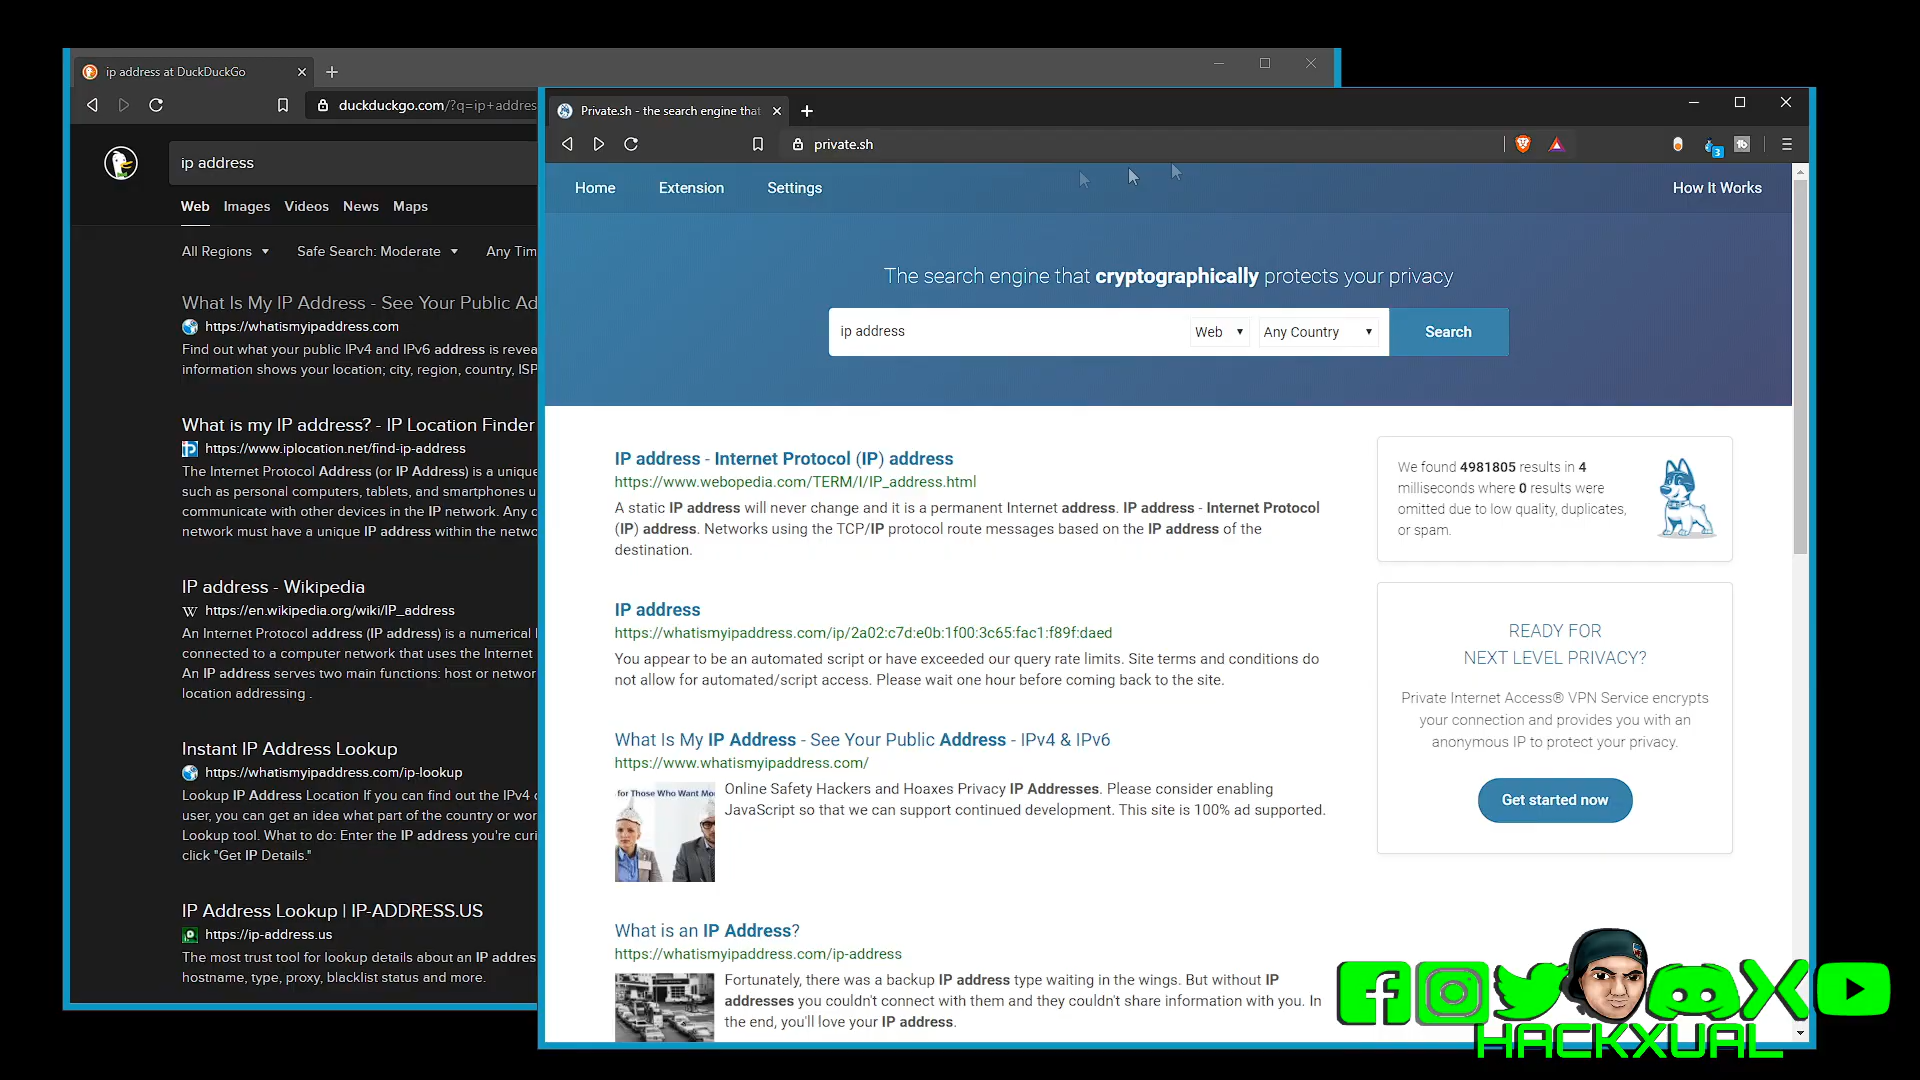 ip address at DuckDuckGo
duckduckgo.com/?q=ip+addres
ip address
Web Images Videos News Maps
All Regions Safe Search: Moderate Any Tim
What Is My IP Address - See Your Public Ad
https://whatismyipaddress.com
Find out what your public IPv4 and IPv6 address is revea
information shows your location; city, region, country, ISP
What is my IP address? - IP Location Finder
https://www.iplocation.net/find-ip-address
The Internet Protocol Address (or IP Address) is a unique
such as personal computers, tablets, and smartphones u
communicate with other devices in the IP network. Any d
network must have a unique IP address within the netwo
IP address - Wikipedia
W https://en.wikipedia.org/wiki/IP_address
An Internet Protocol address (IP address) is a numerical l
connected to a computer network that uses the Internet
An IP address serves two main functions: host or networ
location addressing .
Instant IP Address Lookup
https://whatismyipaddress.com/ip-lookup
Lookup IP Address Location If you can find out the IPv4 o
user, you can get an idea what part of the country or wor
Lookup tool. What to do: Enter the IP address you're curi
click "Get IP Details."
IP Address Lookup | IP-ADDRESS.US
https://ip-address.us
The most trust tool for lookup details about an IP addres
hostname, type, proxy, blacklist status and more.
Private.sh - the search engine that
private.sh
3
Home Extension Settings How It Works
The search engine that cryptographically protects your privacy
ip address Web Any Country Search
IP address - Internet Protocol (IP) address
https://www.webopedia.com/TERM/I/IP_address.html
A static IP address will never change and it is a permanent Internet address. IP address - Internet Protocol
(IP) address. Networks using the TCP/IP protocol route messages based on the IP address of the
destination.
IP address
https://whatismyipaddress.com/ip/2a02:c7d:e0b:1f00:3c65:fac1:f89f:daed
You appear to be an automated script or have exceeded our query rate limits. Site terms and conditions do
not allow for automated/script access. Please wait one hour before coming back to the site.
What Is My IP Address - See Your Public Address - IPv4 & IPv6
https://www.whatismyipaddress.com/
for Those Who Want Mor
Online Safety Hackers and Hoaxes Privacy IP Addresses. Please consider enabling
JavaScript so that we can support continued development. This site is 100% ad supported.
What is an IP Address?
https://whatismyipaddress.com/ip-address
Fortunately, there was a backup IP address type waiting in the wings. But without IP
addresses you couldn't connect with them and they couldn't share information with you. In
the end, you'll love your IP address.
We found 4981805 results in 4
milliseconds where 0 results were
omitted due to low quality, duplicates,
or spam.
READY FOR
NEXT LEVEL PRIVACY?
Private Internet Access® VPN Service encrypts
your connection and provides you with an
anonymous IP to protect your privacy.
Get started now
HACKXUAL